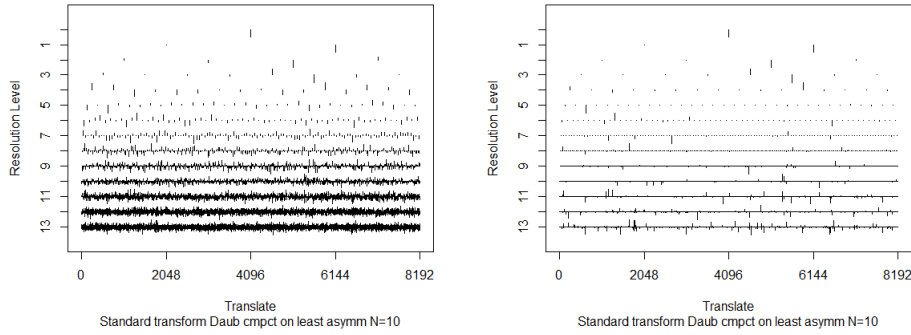 Resolution Level
1
3
5
7
9
11
13
0 2048 4096 6144 8192
Translate
Standard transform Daub cmpct on least asymm N=10
Resolution Level
1
3
5
7
9
11
13
0 2048 4096 6144 8192
Translate
Standard transform Daub cmpct on least asymm N=10